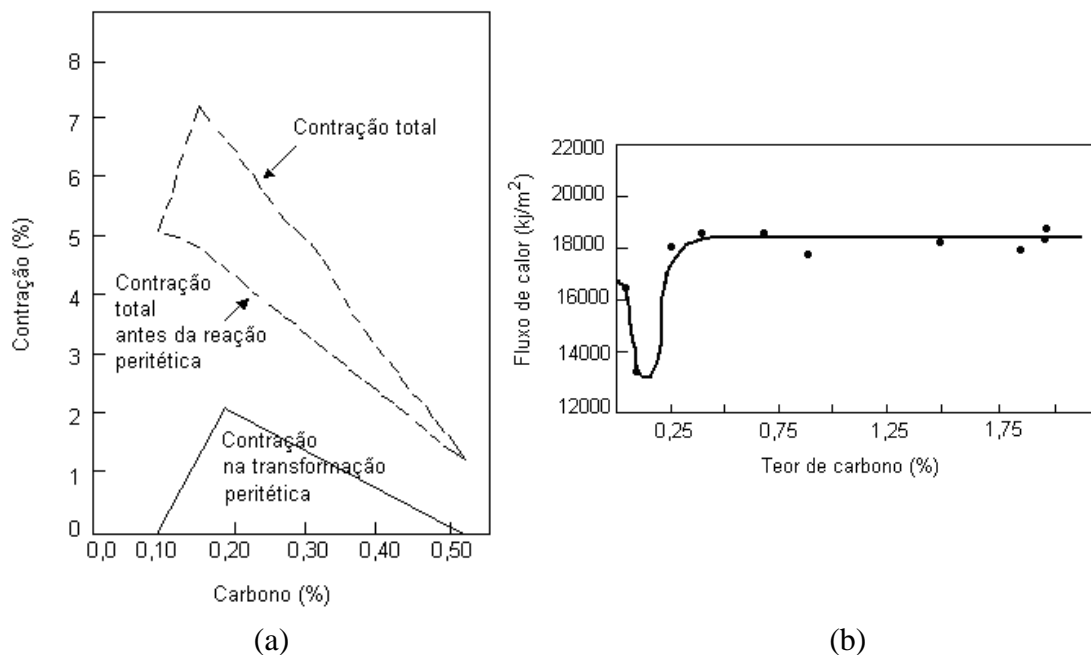 8
7
6
5
4
3
2
1
0
Contração (%)
Contração total
Contração
total
antes da reação
peritética
Contração
na transformação
peritética
0,0 0,10 0,20 0,30 0,40 0,50
Carbono (%)
(a)
22000
20000
18000
16000
14000
12000
Fluxo de calor (kj/m²)
0,25 0,75 1,25 1,75
Teor de carbono (%)
(b)